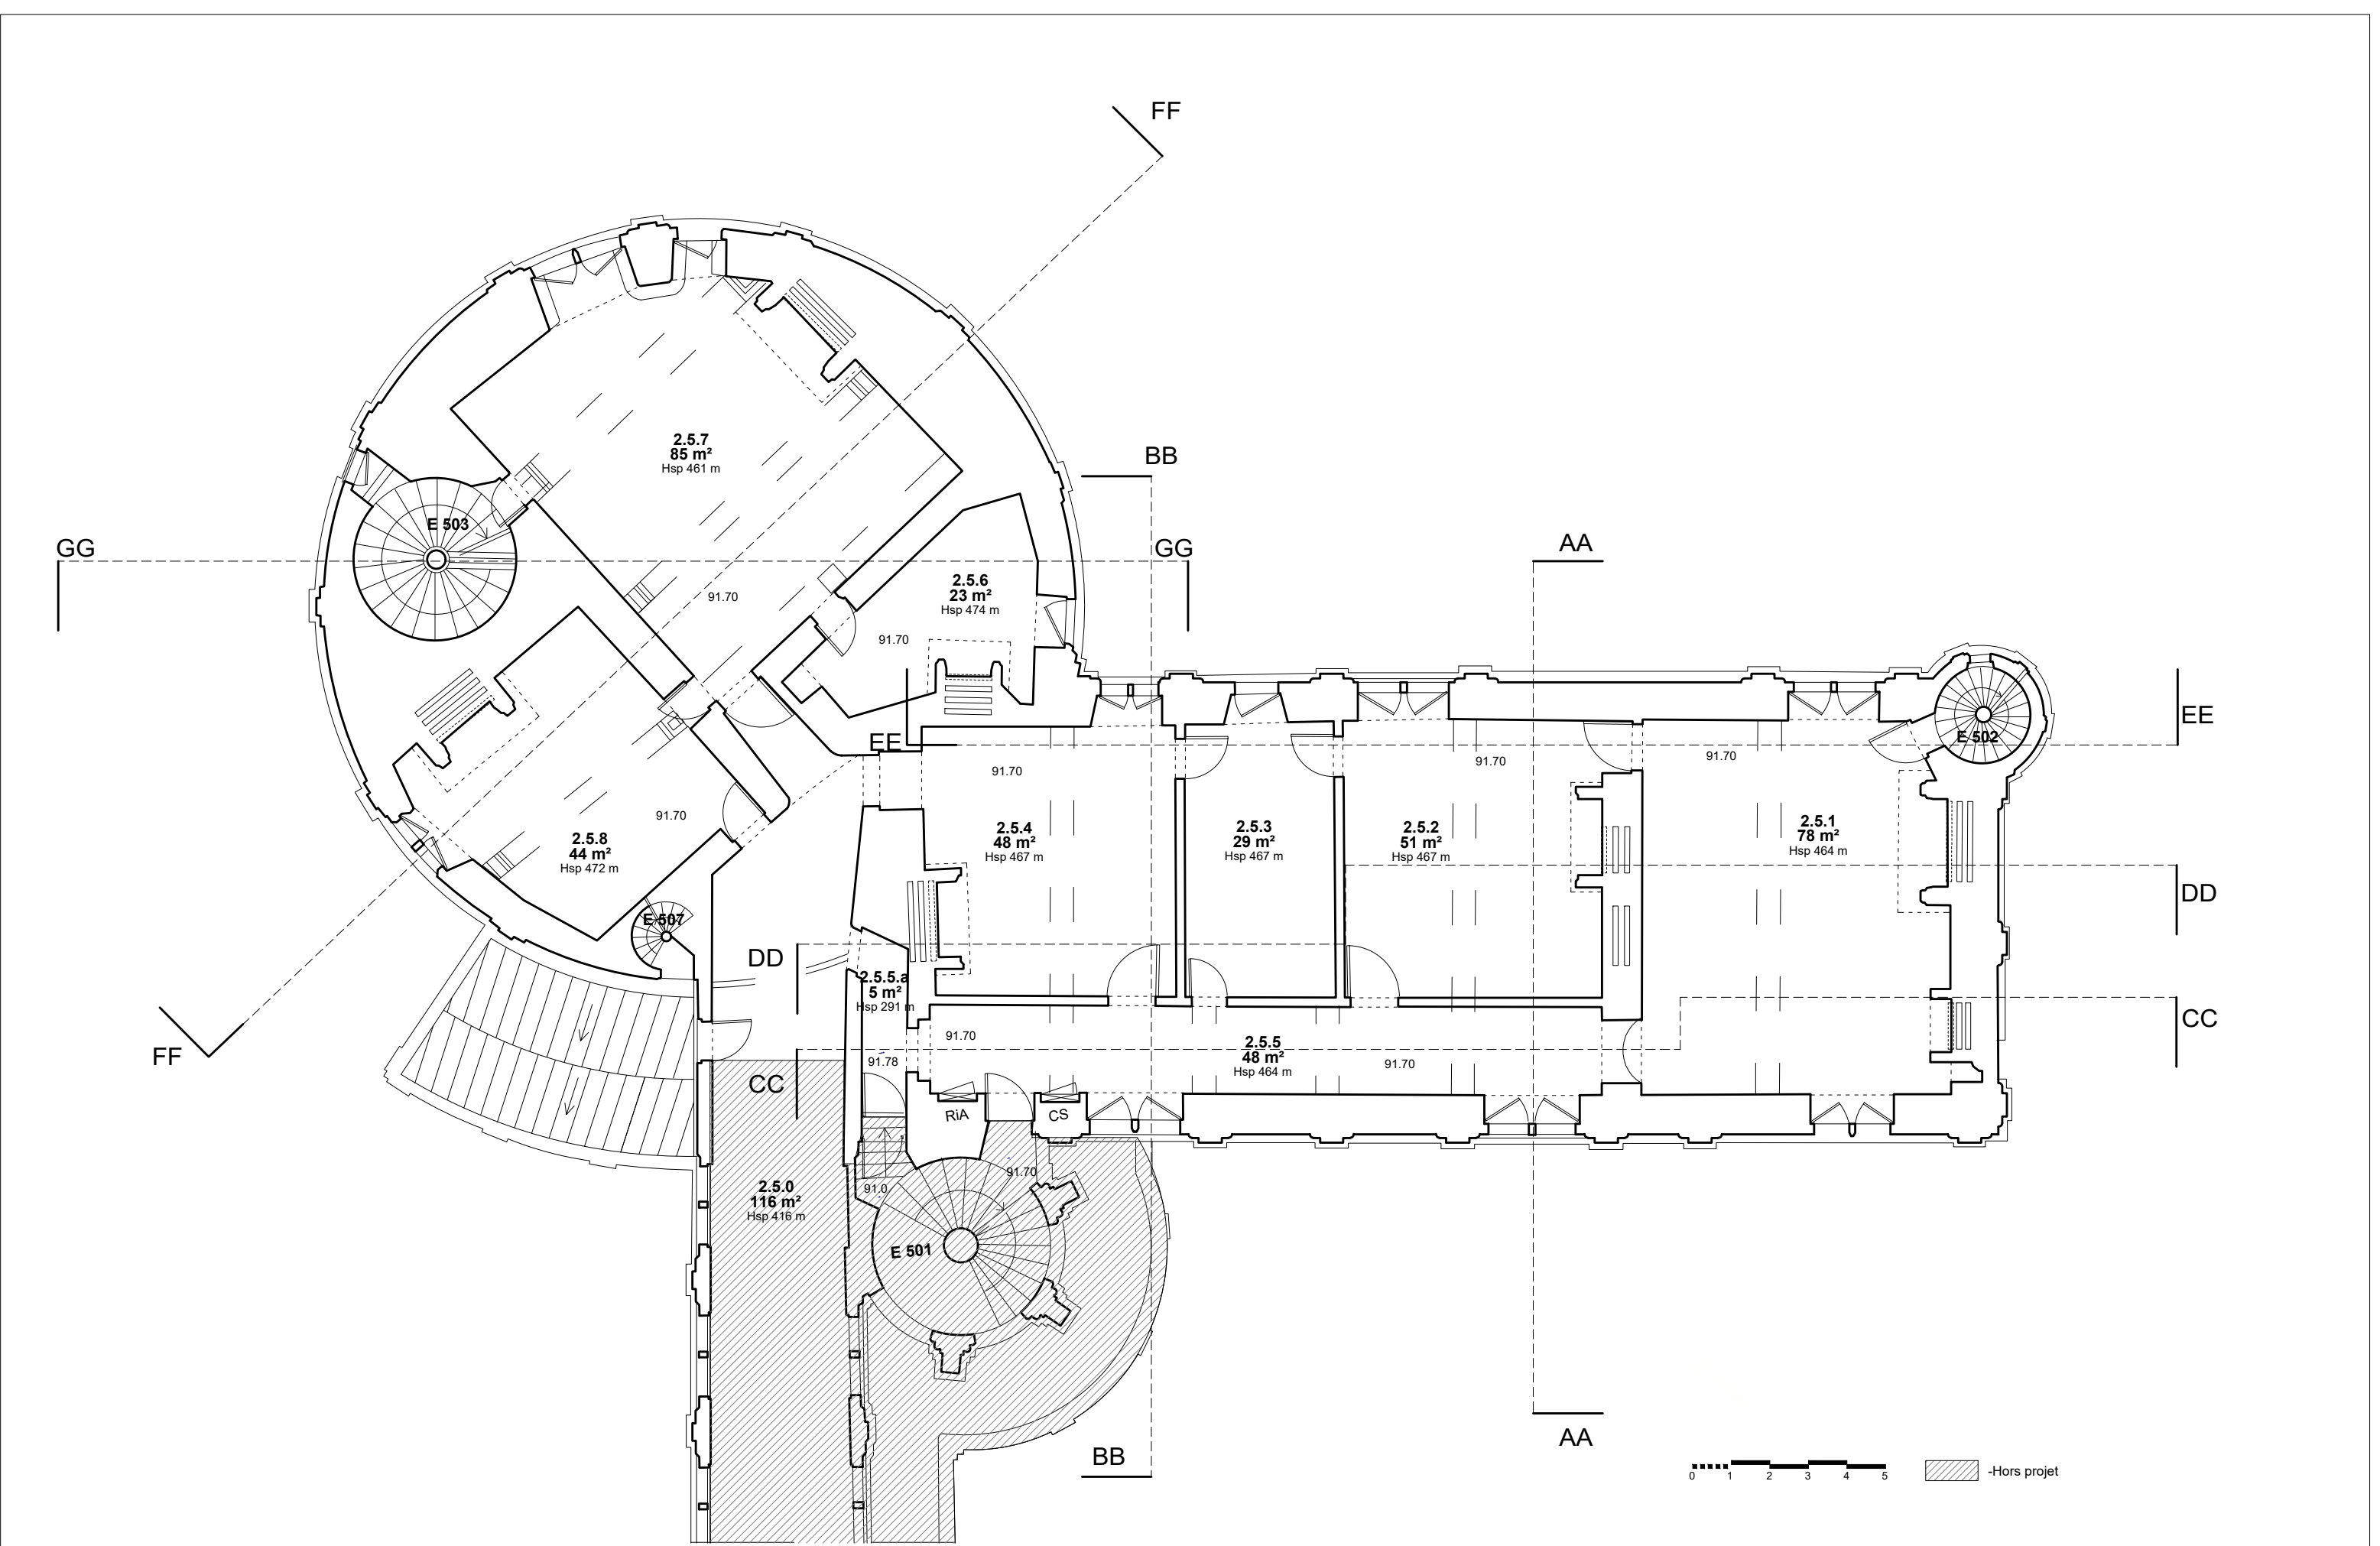 FF
BB
GG
GG
AA
2.5.7
85 m²
Hsp 461 m
E 503
91.70
2.5.6
23 m²
Hsp 474 m
91.70
EE
EE
E 502
91.70
91.70
91.70
91.70
2.5.8
44 m²
Hsp 472 m
2.5.4
48 m²
Hsp 467 m
2.5.3
29 m²
Hsp 467 m
2.5.2
51 m²
Hsp 467 m
2.5.1
78 m²
Hsp 464 m
DD
E 507
DD
2.5.5.a
5 m²
Hsp 291 m
CC
91.70
2.5.5
48 m²
Hsp 464 m
91.70
91.78
FF
CC
RiA
CS
91.70
91.0
2.5.0
116 m²
Hsp 416 m
E 501
AA
BB
0 1 2 3 4 5
-Hors projet